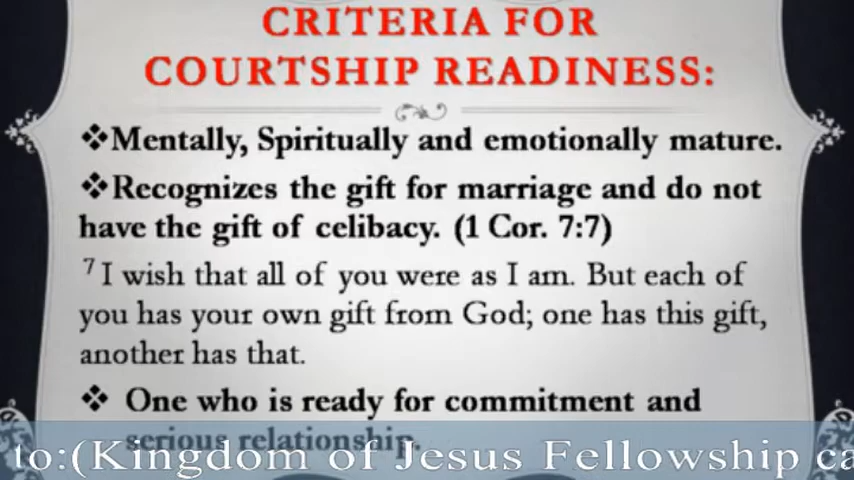 CRITERIA FOR
COURTSHIP READINESS:
❖Mentally, Spiritually and emotionally mature.
❖Recognizes the gift for marriage and do not
have the gift of celibacy. (1 Cor. 7:7)
⁷ I wish that all of you were as I am. But each of
you has your own gift from God; one has this gift,
another has that.
❖ One who is ready for commitment and
serious relationship.
to:(Kingdom of Jesus Fellowship ca